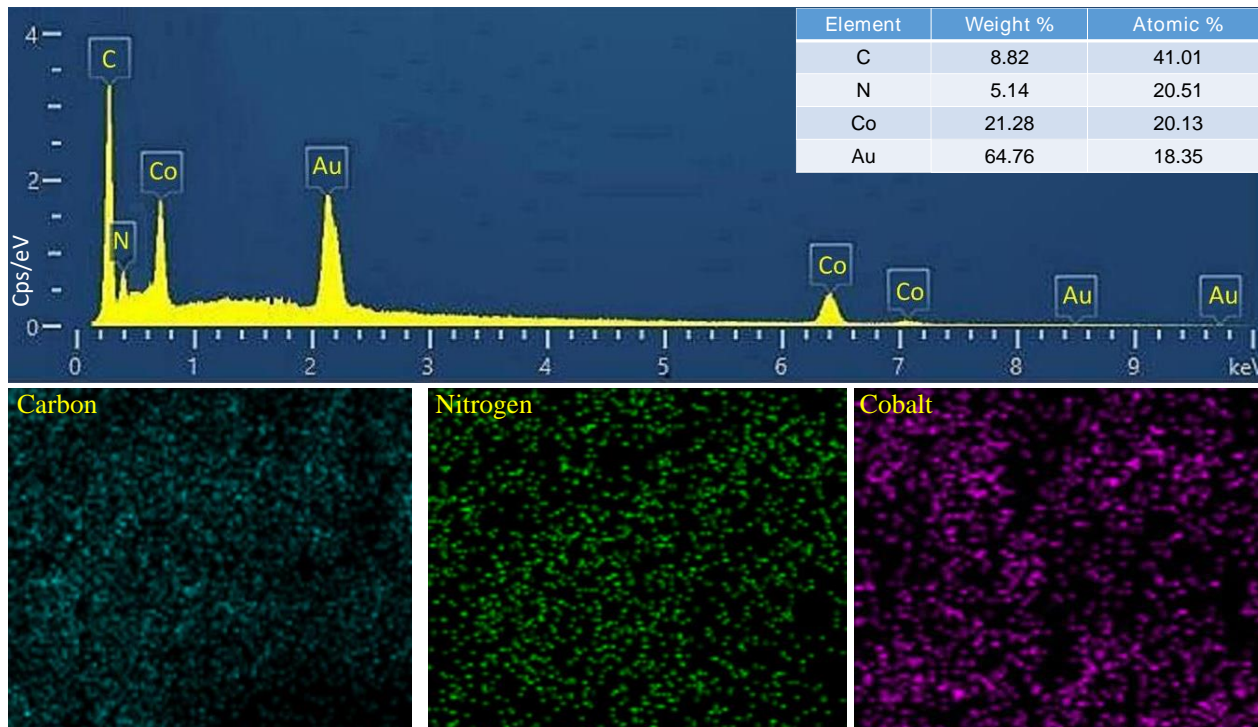 Element Weight % Atomic %
C 8.82 41.01
N 5.14 20.51
Co 21.28 20.13
Au 64.76 18.35
4
2
0
Cps/eV
C
N
Co
Au
Co
Co
Au
Au
0 1 2 3 4 5 6 7 8 9 keV
Carbon
Nitrogen
Cobalt